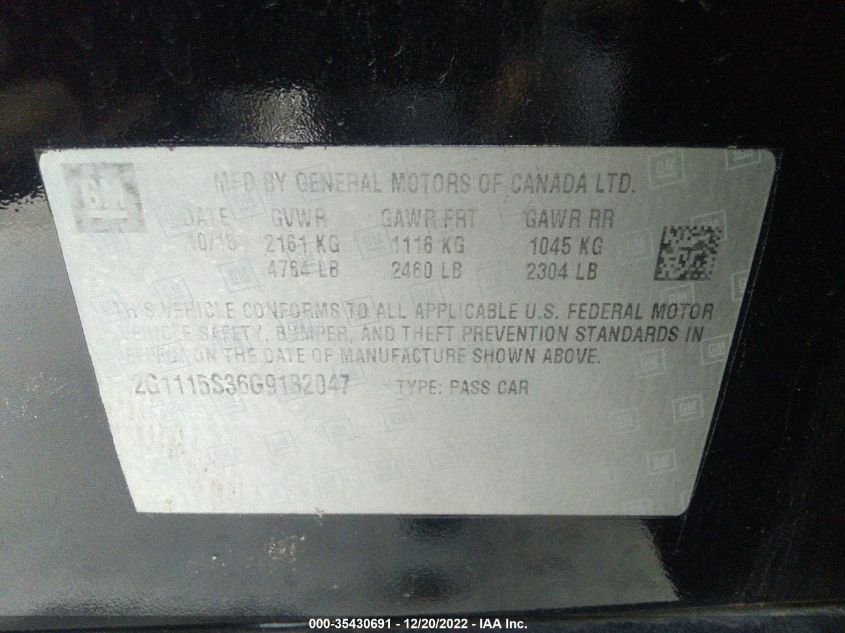 GM
MFD BY GENERAL MOTORS OF CANADA LTD.
DATE GVWR GAWR FRT GAWR RR
10/15 2161 KG 1116 KG 1045 KG
4764 LB 2460 LB 2304 LB
THIS VEHICLE CONFORMS TO ALL APPLICABLE U.S. FEDERAL MOTOR
VEHICLE SAFETY, BUMPER, AND THEFT PREVENTION STANDARDS IN
EFFECT ON THE DATE OF MANUFACTURE SHOWN ABOVE.
2G1115S36G9132047 TYPE: PASS CAR
000-35430691 - 12/20/2022 - IAA Inc.